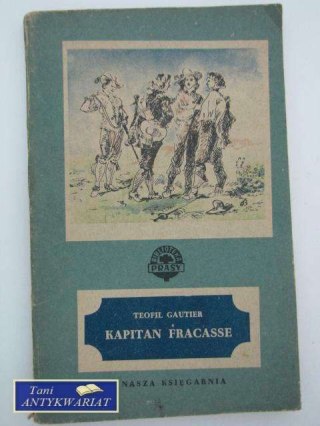 BIBLIOTEKA
PRASY
TEOFIL GAUTIER
KAPITAN FRACASSE
NASZA KSIĘGARNIA
Tani
ANTYKWARIAT